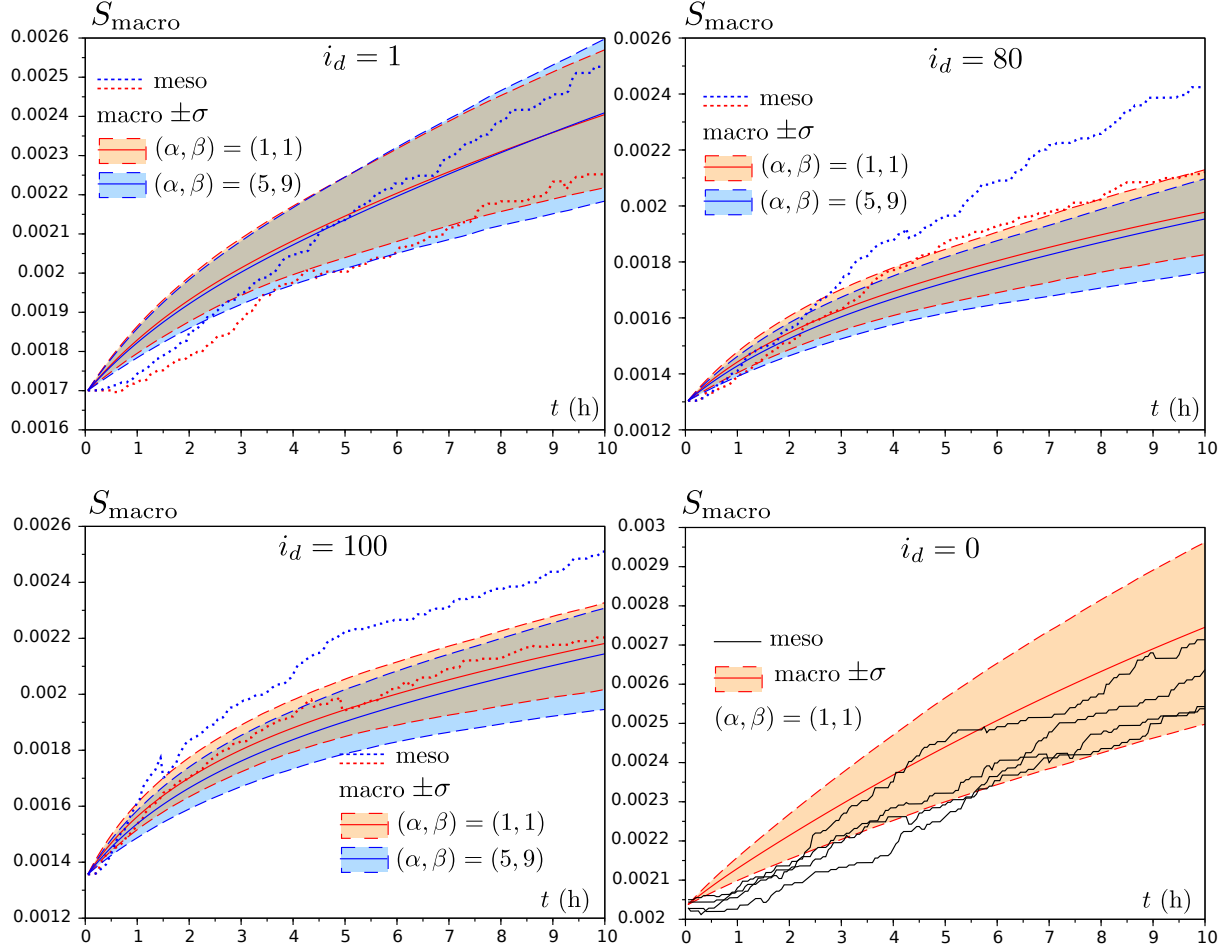 S_macro
i_d = 1
0.0026
0.0025
0.0024
0.0023
0.0022
0.0021
0.002
0.0019
0.0018
0.0017
0.0016
meso
macro ±σ
(α, β) = (1, 1)
(α, β) = (5, 9)
t (h)
0 1 2 3 4 5 6 7 8 9 10
S_macro
i_d = 80
0.0026
0.0024
0.0022
0.002
0.0018
0.0016
0.0014
0.0012
meso
macro ±σ
(α, β) = (1, 1)
(α, β) = (5, 9)
t (h)
0 1 2 3 4 5 6 7 8 9 10
S_macro
i_d = 100
0.0026
0.0024
0.0022
0.002
0.0018
0.0016
0.0014
0.0012
meso
macro ±σ
(α, β) = (1, 1)
(α, β) = (5, 9)
t (h)
0 1 2 3 4 5 6 7 8 9 10
S_macro
i_d = 0
0.003
0.0029
0.0028
0.0027
0.0026
0.0025
0.0024
0.0023
0.0022
0.0021
0.002
meso
macro ±σ
(α, β) = (1, 1)
t (h)
0 1 2 3 4 5 6 7 8 9 10